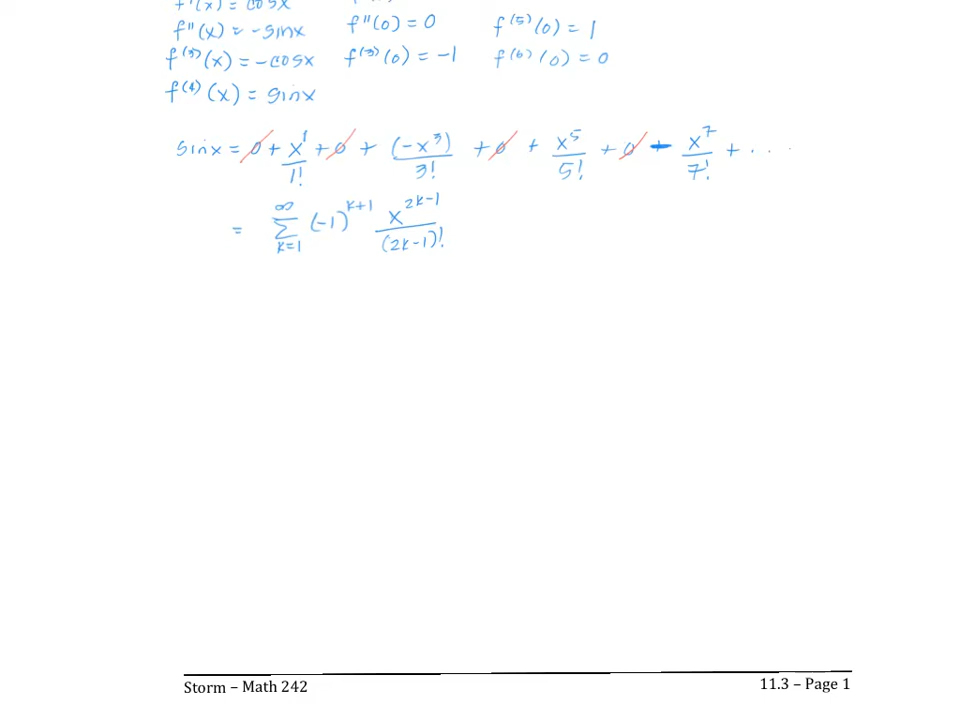 f'(x) = cosx
f''(x) = -sinx f''(0) = 0 f⁽⁵⁾(0) = 1
f⁽³⁾(x) = -cosx f⁽³⁾(0) = -1 f⁽⁶⁾(0) = 0
f⁽⁴⁾(x) = sinx
sinx = 0 + x¹/1! + 0 + (-x³)/3! + 0 + x⁵/5! + 0 - x⁷/7! + ....
= ∑_{k=1}^{∞} (-1)^{k+1} x^{2k-1}/(2k-1)!
Storm – Math 242 11.3 – Page 1